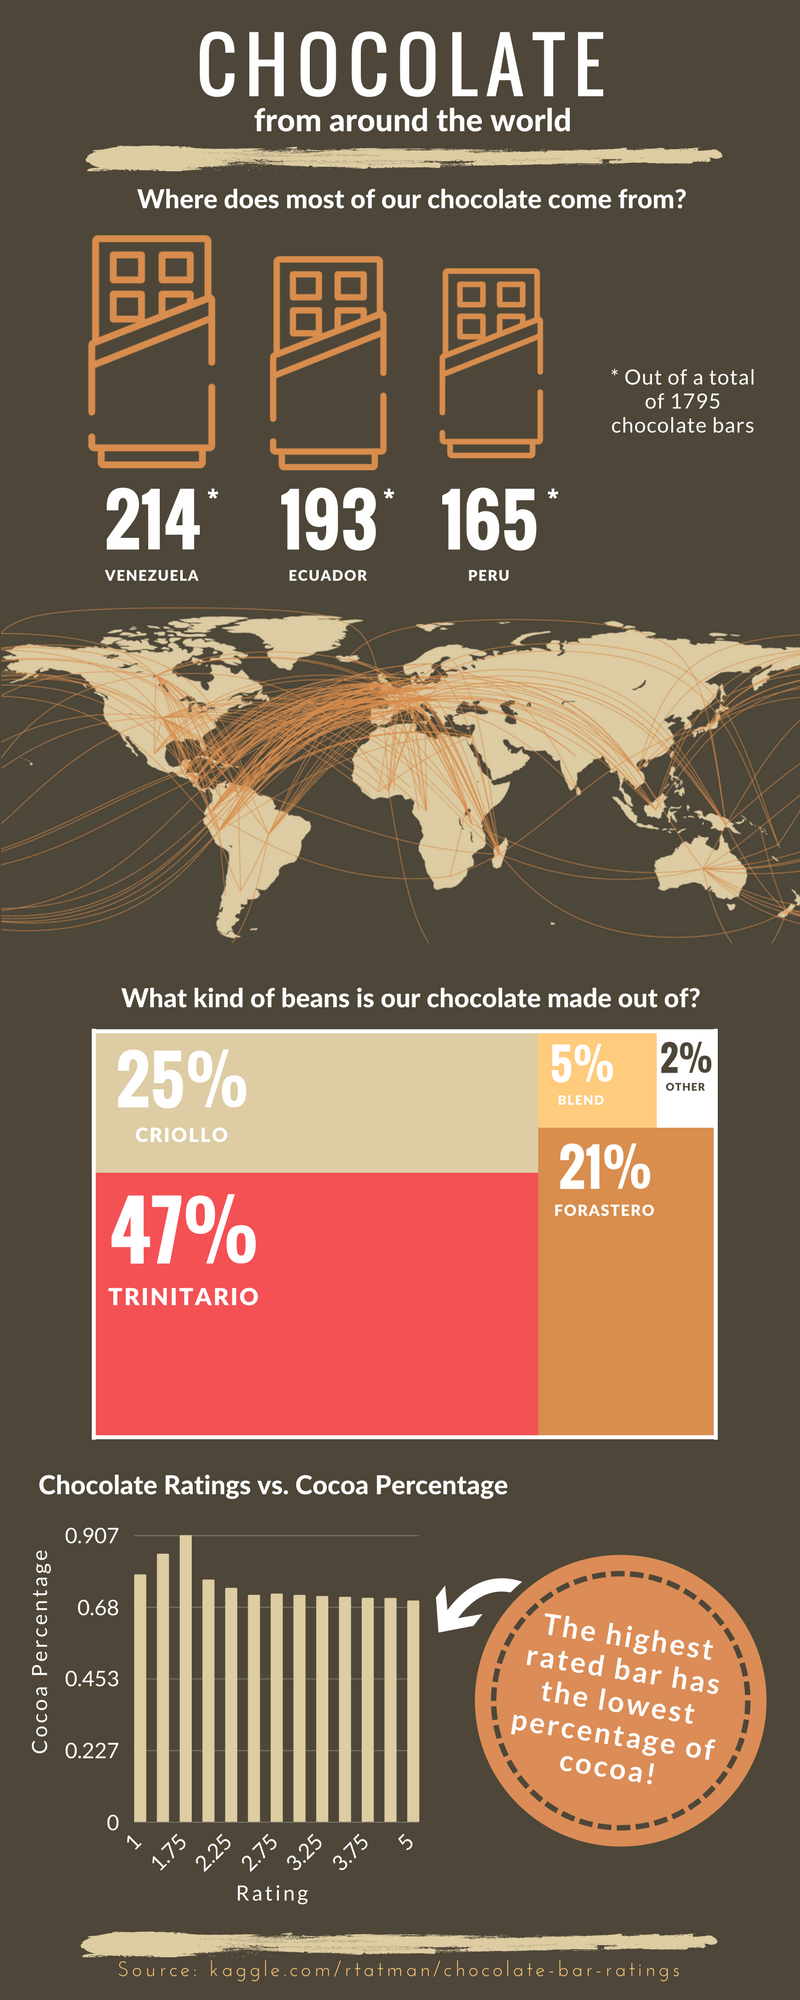 CHOCOLATE
from around the world
Where does most of our chocolate come from?
* Out of a total
of 1795
chocolate bars
214* 193* 165*
VENEZUELA ECUADOR PERU
What kind of beans is our chocolate made out of?
25%
CRIOLLO
5%
BLEND
2%
OTHER
47%
TRINITARIO
21%
FORASTERO
Chocolate Ratings vs. Cocoa Percentage
Cocoa Percentage
0.907
0.68
0.453
0.227
0
1 1.75 2.25 2.75 3.25 3.75 5
Rating
The highest
rated bar has
the lowest
percentage of
cocoa!
Source: kaggle.com/rtatman/chocolate-bar-ratings